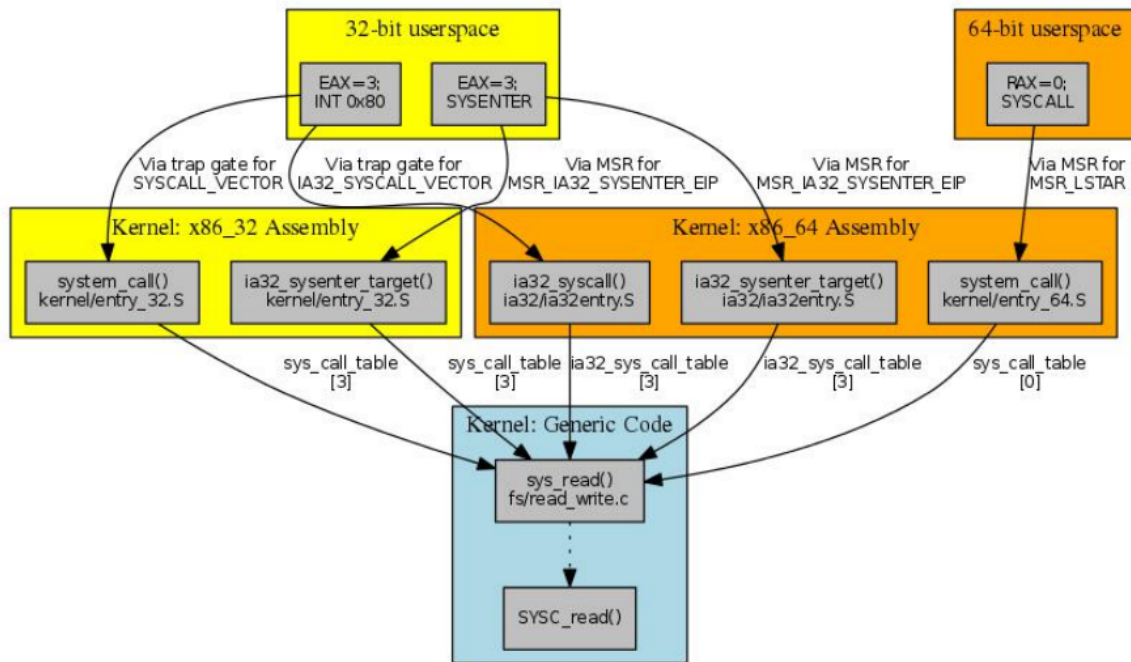 32-bit userspace
64-bit userspace
EAX=3;
INT 0x80
EAX=3;
SYSENTER
RAX=0;
SYSCALL
Via trap gate for
SYSCALL_VECTOR
Via trap gate for
IA32_SYSCALL_VECTOR
Via MSR for
MSR_IA32_SYSENTER_EIP
Via MSR for
MSR_IA32_SYSENTER_EIP
Via MSR for
MSR_LSTAR
Kernel: x86_32 Assembly
Kernel: x86_64 Assembly
system_call()
kernel/entry_32.S
ia32_sysenter_target()
kernel/entry_32.S
ia32_syscall()
ia32/ia32entry.S
ia32_sysenter_target()
ia32/ia32entry.S
system_call()
kernel/entry_64.S
sys_call_table
[3]
sys_call_table
[3]
ia32_sys_call_table
[3]
ia32_sys_call_table
[3]
sys_call_table
[0]
Kernel: Generic Code
sys_read()
fs/read_write.c
SYSC_read()